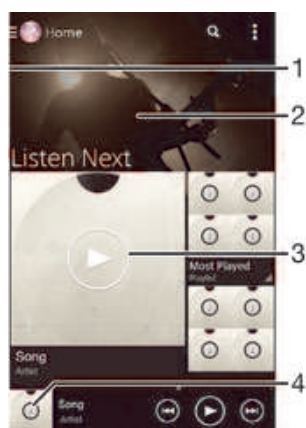 Home
1
2
Listen Next
3
Most Played
Playlist
Song
Artist
4
Song
Artist